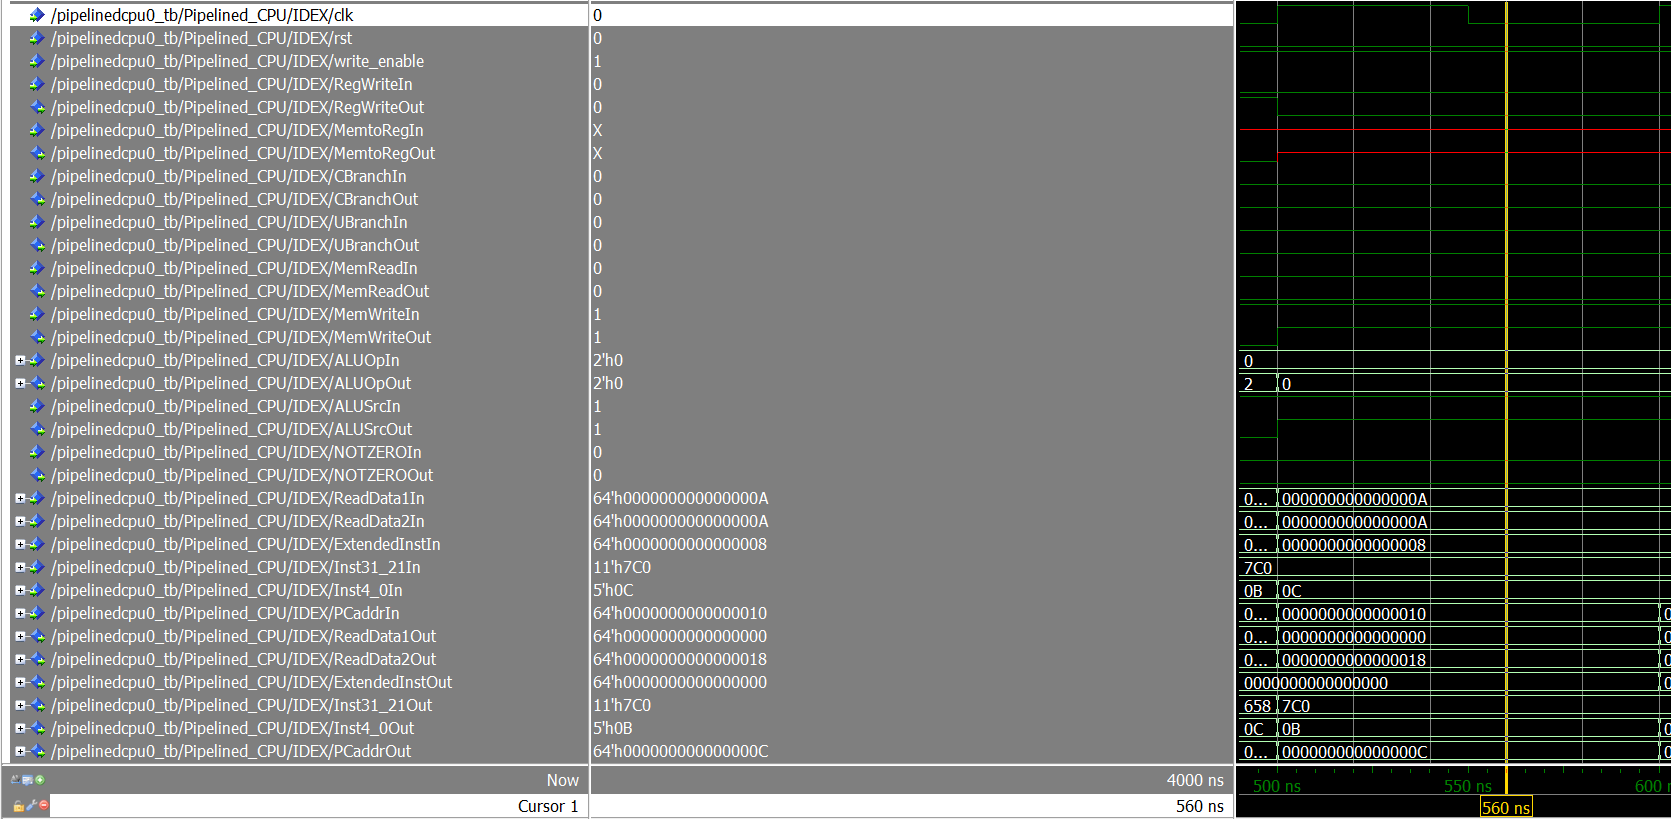 /pipelinedcpu0_tb/Pipelined_CPU/IDEX/clk 0
/pipelinedcpu0_tb/Pipelined_CPU/IDEX/rst 0
/pipelinedcpu0_tb/Pipelined_CPU/IDEX/write_enable 1
/pipelinedcpu0_tb/Pipelined_CPU/IDEX/RegWriteIn 0
/pipelinedcpu0_tb/Pipelined_CPU/IDEX/RegWriteOut 0
/pipelinedcpu0_tb/Pipelined_CPU/IDEX/MemtoRegIn X
/pipelinedcpu0_tb/Pipelined_CPU/IDEX/MemtoRegOut X
/pipelinedcpu0_tb/Pipelined_CPU/IDEX/CBranchIn 0
/pipelinedcpu0_tb/Pipelined_CPU/IDEX/CBranchOut 0
/pipelinedcpu0_tb/Pipelined_CPU/IDEX/UBranchIn 0
/pipelinedcpu0_tb/Pipelined_CPU/IDEX/UBranchOut 0
/pipelinedcpu0_tb/Pipelined_CPU/IDEX/MemReadIn 0
/pipelinedcpu0_tb/Pipelined_CPU/IDEX/MemReadOut 0
/pipelinedcpu0_tb/Pipelined_CPU/IDEX/MemWriteIn 1
/pipelinedcpu0_tb/Pipelined_CPU/IDEX/MemWriteOut 1
/pipelinedcpu0_tb/Pipelined_CPU/IDEX/ALUOpIn 2'h0 0
/pipelinedcpu0_tb/Pipelined_CPU/IDEX/ALUOpOut 2'h0 2 0
/pipelinedcpu0_tb/Pipelined_CPU/IDEX/ALUSrcIn 1
/pipelinedcpu0_tb/Pipelined_CPU/IDEX/ALUSrcOut 1
/pipelinedcpu0_tb/Pipelined_CPU/IDEX/NOTZEROIn 0
/pipelinedcpu0_tb/Pipelined_CPU/IDEX/NOTZEROOut 0
/pipelinedcpu0_tb/Pipelined_CPU/IDEX/ReadData1In 64'h000000000000000A 0... 000000000000000A
/pipelinedcpu0_tb/Pipelined_CPU/IDEX/ReadData2In 64'h000000000000000A 0... 000000000000000A
/pipelinedcpu0_tb/Pipelined_CPU/IDEX/ExtendedInstIn 64'h0000000000000008 0... 0000000000000008
/pipelinedcpu0_tb/Pipelined_CPU/IDEX/Inst31_21In 11'h7C0 7C0
/pipelinedcpu0_tb/Pipelined_CPU/IDEX/Inst4_0In 5'h0C 0B 0C
/pipelinedcpu0_tb/Pipelined_CPU/IDEX/PCaddrIn 64'h0000000000000010 0... 0000000000000010 0
/pipelinedcpu0_tb/Pipelined_CPU/IDEX/ReadData1Out 64'h0000000000000000 0... 0000000000000000 0
/pipelinedcpu0_tb/Pipelined_CPU/IDEX/ReadData2Out 64'h0000000000000018 0... 0000000000000018 0
/pipelinedcpu0_tb/Pipelined_CPU/IDEX/ExtendedInstOut 64'h0000000000000000 0000000000000000 0
/pipelinedcpu0_tb/Pipelined_CPU/IDEX/Inst31_21Out 11'h7C0 658 7C0
/pipelinedcpu0_tb/Pipelined_CPU/IDEX/Inst4_0Out 5'h0B 0C 0B 0
/pipelinedcpu0_tb/Pipelined_CPU/IDEX/PCaddrOut 64'h000000000000000C 0... 000000000000000C 0
Now 4000 ns 500 ns 550 ns 600
Cursor 1 560 ns 560 ns